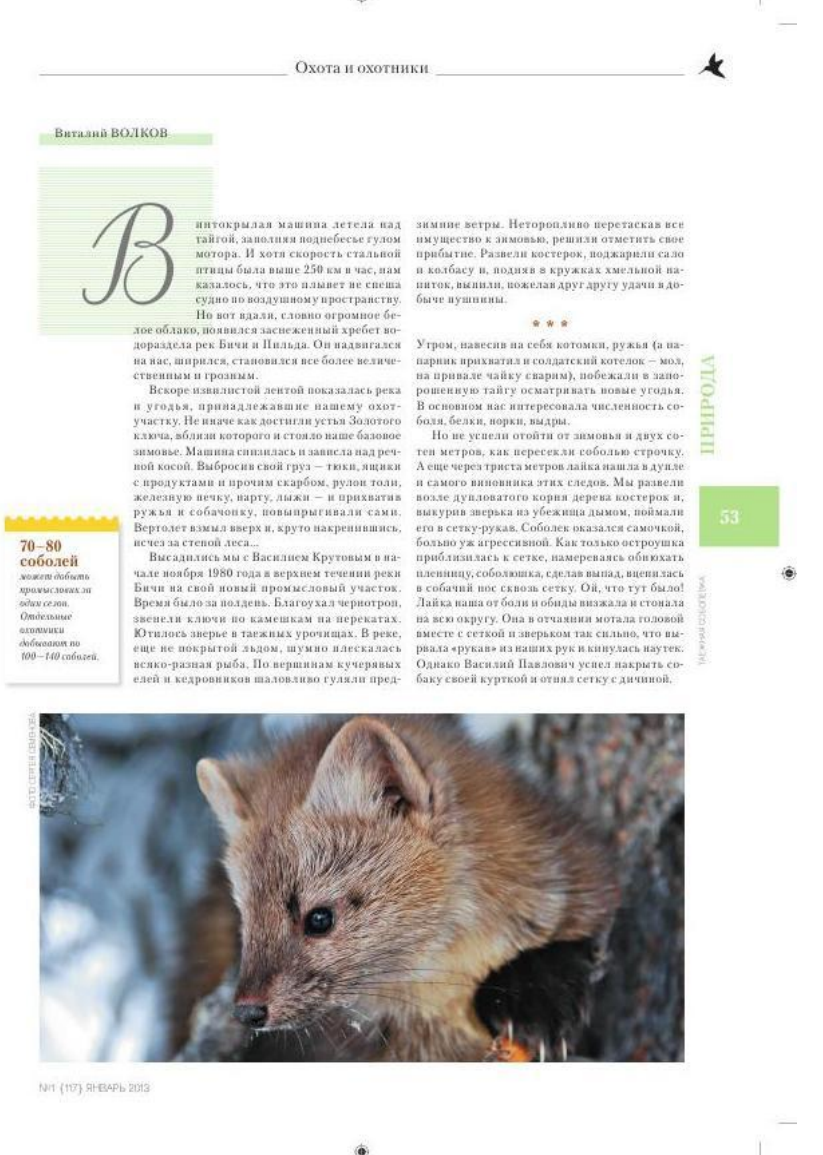 Охота и охотники
Виталий ВОЛКОВ
Винтокрылая машина летела над
тайгой, заполняя поднебесье гулом
мотора. И хотя скорость стальной
птицы была выше 250 км в час, нам
казалось, что это плывет не спеша
судно по воздушному пространству.
Но вот вдали, словно огромное бе-
лое облако, появился заснеженный хребет во-
дораздела рек Бичи и Пильда. Он надвигался
на нас, ширился, становился все более величе-
ственным и грозным.
Вскоре извилистой лентой показалась река
и угодья, принадлежавшие нашему охот-
участку. Не иначе как достигли устья Золотого
ключа, вблизи которого и стояло наше базовое
зимовье. Машина снизилась и зависла над реч-
ной косой. Выбросив свой груз – тюки, ящики
с продуктами и прочим скарбом, рулон толи,
железную печку, нарту, лыжи – и прихватив
ружья и собачонку, повыпрыгивали сами.
Вертолет взмыл вверх и, круто накренившись,
исчез за стеной леса...
Высадились мы с Василием Крутовым в на-
чале ноября 1980 года в верхнем течении реки
Бичи на свой новый промысловый участок.
Время было за полдень. Благоухал чернотроп,
звенели ключи по камешкам на перекатах.
Ютилось зверье в таежных урочищах. В реке,
еще не покрытой льдом, шумно плескалась
всяко-разная рыба. По вершинам кучерявых
елей и кедровников шаловливо гуляли пред-
зимние ветры. Неторопливо перетаскав все
имущество к зимовью, решили отметить свое
прибытие. Развели костерок, поджарили сало
и колбасу и, подняв в кружках хмельной на-
питок, выпили, пожелав друг другу удачи в до-
быче пушнины.
* * *
Утром, навесив на себя котомки, ружья (а на-
парник прихватил и солдатский котелок – мол,
на привале чайку сварим), побежали в запо-
рошенную тайгу осматривать новые угодья.
В основном нас интересовала численность со-
боля, белки, норки, выдры.
Но не успели отойти от зимовья и двух со-
тен метров, как пересекли соболью строчку.
А еще через триста метров лайка нашла в дупле
и самого виновника этих следов. Мы развели
возле дупловатого корня дерева костерок и,
выкурив зверька из убежища дымом, поймали
его в сетку-рукав. Соболек оказался самочкой,
больно уж агрессивной. Как только остроушка
приблизилась к сетке, намереваясь обнюхать
пленницу, соболюшка, сделав выпад, вцепилась
в собачий нос сквозь сетку. Ой, что тут было!
Лайка наша от боли и обиды визжала и стонала
на всю округу. Она в отчаянии мотала головой
вместе с сеткой и зверьком так сильно, что вы-
рвала «рукав» из наших рук и кинулась наутек.
Однако Василий Павлович успел накрыть со-
баку своей курткой и отнял сетку с дичиной.
70–80
соболей
может добыть
промысловик за
один сезон.
Отдельные
охотники
добывают по
100–140 соболей.
ПРИРОДА
53
ТАЕЖНАЯ СОБОЛЕВКА
ФОТО СЕРГЕЯ СЕМЕНОВА
№1 (117) ЯНВАРЬ 2013